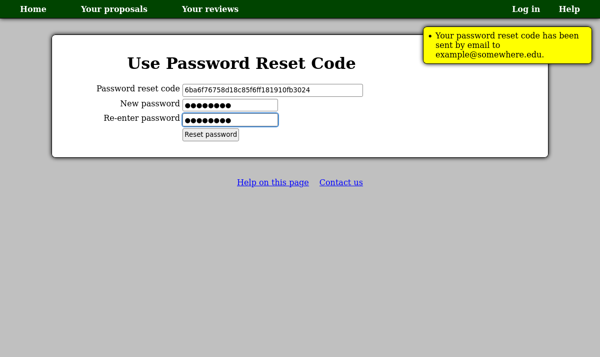 Home Your proposals Your reviews Log in Help
• Your password reset code has been
sent by email to
example@somewhere.edu.
Use Password Reset Code
Password reset code 6ba6f76758d18c85f6ff181910fb3024
New password ●●●●●●●●
Re-enter password ●●●●●●●●
Reset password
Help on this page Contact us